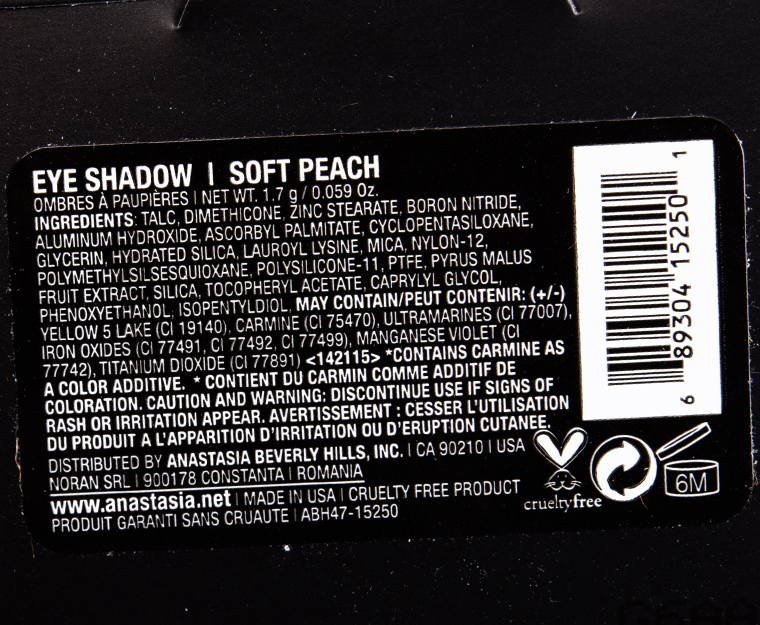 EYE SHADOW | SOFT PEACH
OMBRES À PAUPIÈRES | NET WT. 1.7 g / 0.059 Oz.
INGREDIENTS: TALC, DIMETHICONE, ZINC STEARATE, BORON NITRIDE,
ALUMINUM HYDROXIDE, ASCORBYL PALMITATE, CYCLOPENTASILOXANE,
GLYCERIN, HYDRATED SILICA, LAUROYL LYSINE, MICA, NYLON-12,
POLYMETHYLSILSESQUIOXANE, POLYSILICONE-11, PTFE, PYRUS MALUS
FRUIT EXTRACT, SILICA, TOCOPHERYL ACETATE, CAPRYLYL GLYCOL,
PHENOXYETHANOL, ISOPENTYLDIOL, MAY CONTAIN/PEUT CONTENIR: (+/-)
YELLOW 5 LAKE (CI 19140), CARMINE (CI 75470), ULTRAMARINES (CI 77007),
IRON OXIDES (CI 77491, CI 77492, CI 77499), MANGANESE VIOLET (CI
77742), TITANIUM DIOXIDE (CI 77891) <142115> *CONTAINS CARMINE AS
A COLOR ADDITIVE. * CONTIENT DU CARMIN COMME ADDITIF DE
COLORATION. CAUTION AND WARNING: DISCONTINUE USE IF SIGNS OF
RASH OR IRRITATION APPEAR. AVERTISSEMENT : CESSER L'UTILISATION
DU PRODUIT A L'APPARITION D'IRRITATION OU D'ERUPTION CUTANEE.
DISTRIBUTED BY ANASTASIA BEVERLY HILLS, INC. | CA 90210 | USA
NORAN SRL | 900178 CONSTANTA | ROMANIA
www.anastasia.net | MADE IN USA | CRUELTY FREE PRODUCT
PRODUIT GARANTI SANS CRUAUTE | ABH47-15250
6 89304 15250 1
crueltyfree
6M